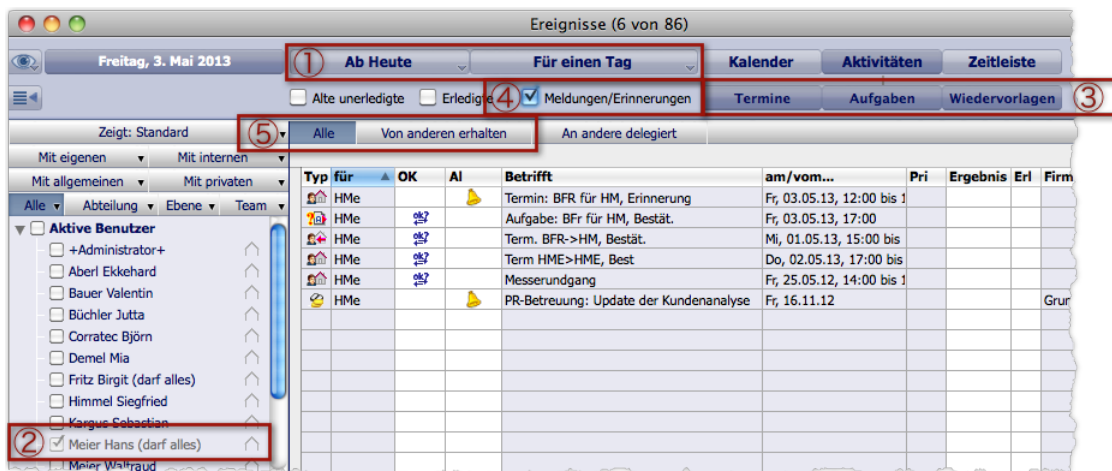 Ereignisse (6 von 86)
Freitag, 3. Mai 2013 ① Ab Heute Für einen Tag Kalender Aktivitäten Zeitleiste
Alte unerledigte Erledigte ④ Meldungen/Erinnerungen Termine Aufgaben Wiedervorlagen ③
Zeigt: Standard ⑤ Alle Von anderen erhalten An andere delegiert
Mit eigenen Mit internen
Mit allgemeinen Mit privaten
Typ für OK Al Betrifft am/vom... Pri Ergebnis Erl Firm
Alle Abteilung Ebene Team
HMe Termin: BFR für HM, Erinnerung Fr, 03.05.13, 12:00 bis 1
HMe ok? Aufgabe: BFr für HM, Bestät. Fr, 03.05.13, 17:00
HMe ok? Term. BFR->HM, Bestät. Mi, 01.05.13, 15:00 bis
HMe ok? Term HME>HME, Best Do, 02.05.13, 17:00 bis
HMe ok? Messerundgang Fr, 25.05.12, 14:00 bis 1
HMe PR-Betreuung: Update der Kundenanalyse Fr, 16.11.12 Grur
Aktive Benutzer
+Administrator+
Aberl Ekkehard
Bauer Valentin
Büchler Jutta
Corratec Björn
Demel Mia
Fritz Birgit (darf alles)
Himmel Siegfried
Kargus Sebastian
② Meier Hans (darf alles)
Meier Waltraud